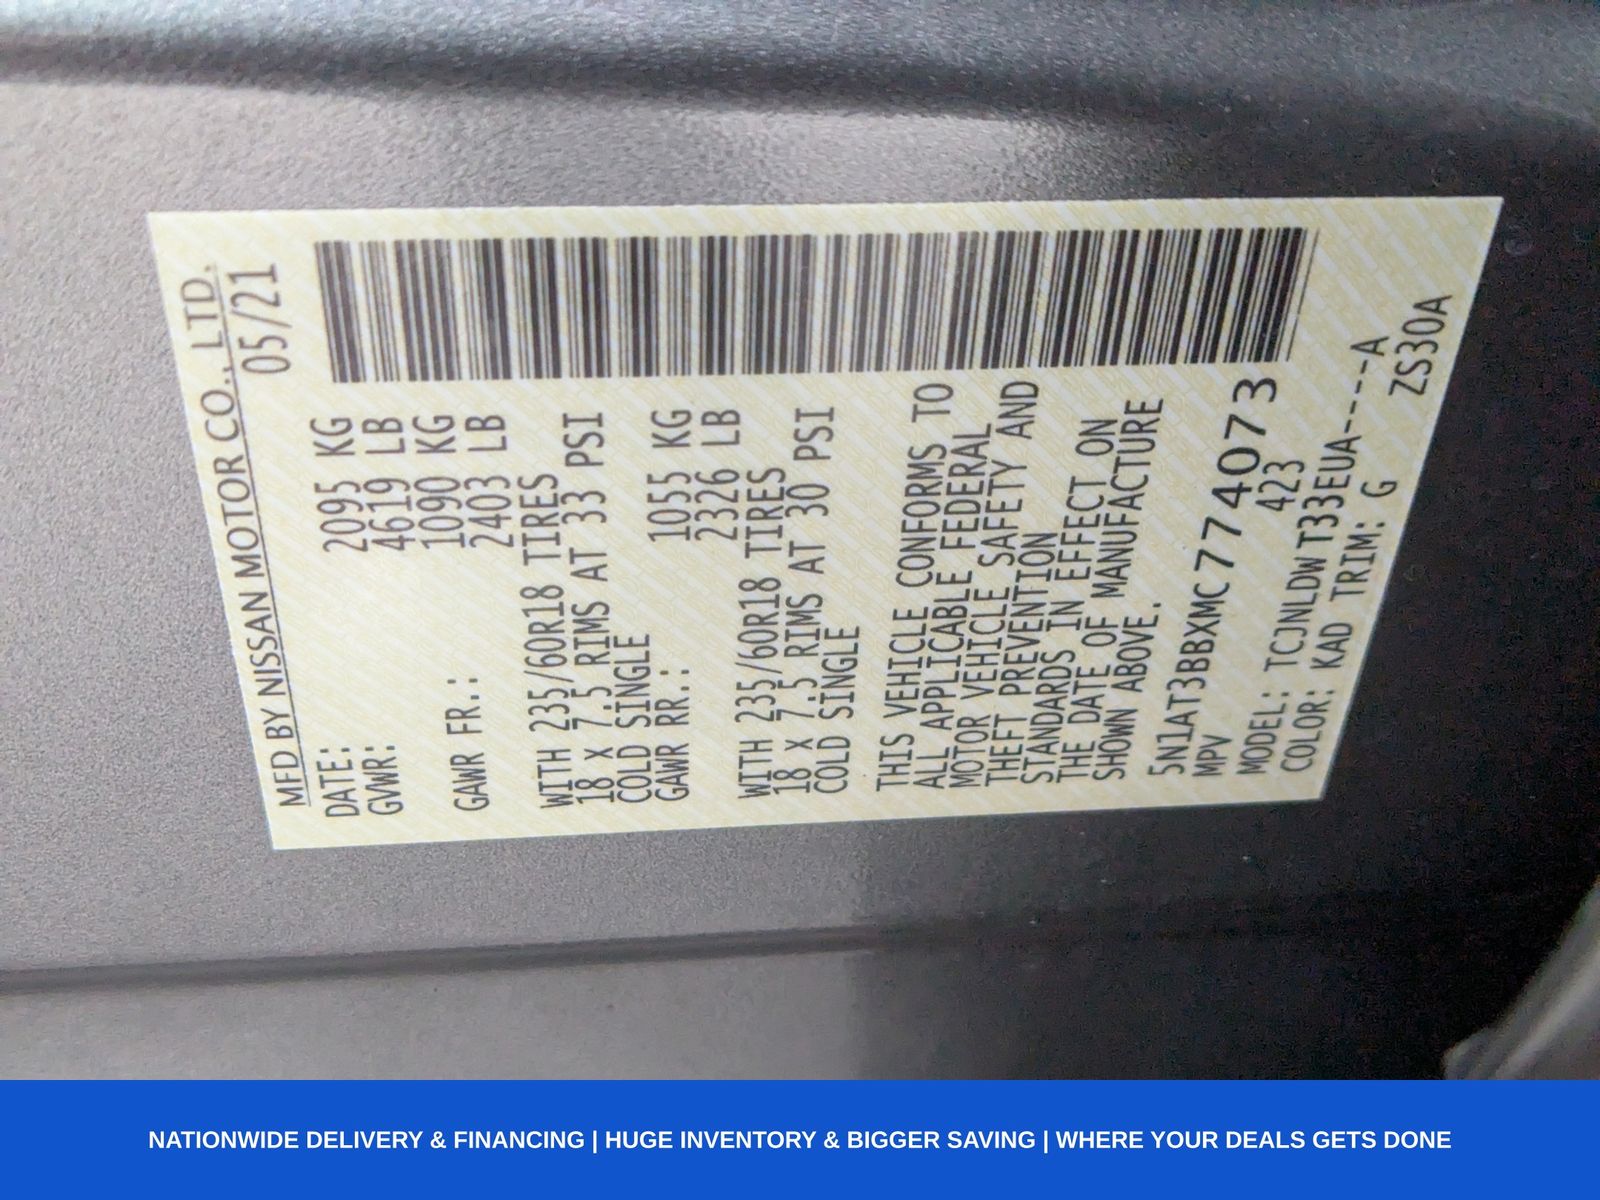 MFD BY NISSAN MOTOR CO., LTD.
DATE: 05/21
GVWR: 2095 KG
4619 LB
GAWR FR.: 1090 KG
2403 LB
WITH 235/60R18 TIRES
18 x 7.5 RIMS AT 33 PSI
COLD SINGLE
GAWR RR.: 1055 KG
2326 LB
WITH 235/60R18 TIRES
18 x 7.5 RIMS AT 30 PSI
COLD SINGLE
THIS VEHICLE CONFORMS TO
ALL APPLICABLE FEDERAL
MOTOR VEHICLE SAFETY AND
THEFT PREVENTION
STANDARDS IN EFFECT ON
THE DATE OF MANUFACTURE
SHOWN ABOVE.
5N1AT3BBXMC774073
MPV 423
MODEL: TCJNLDWT33EUA----A
COLOR: KAD TRIM: G ZS30A
NATIONWIDE DELIVERY & FINANCING | HUGE INVENTORY & BIGGER SAVING | WHERE YOUR DEALS GETS DONE